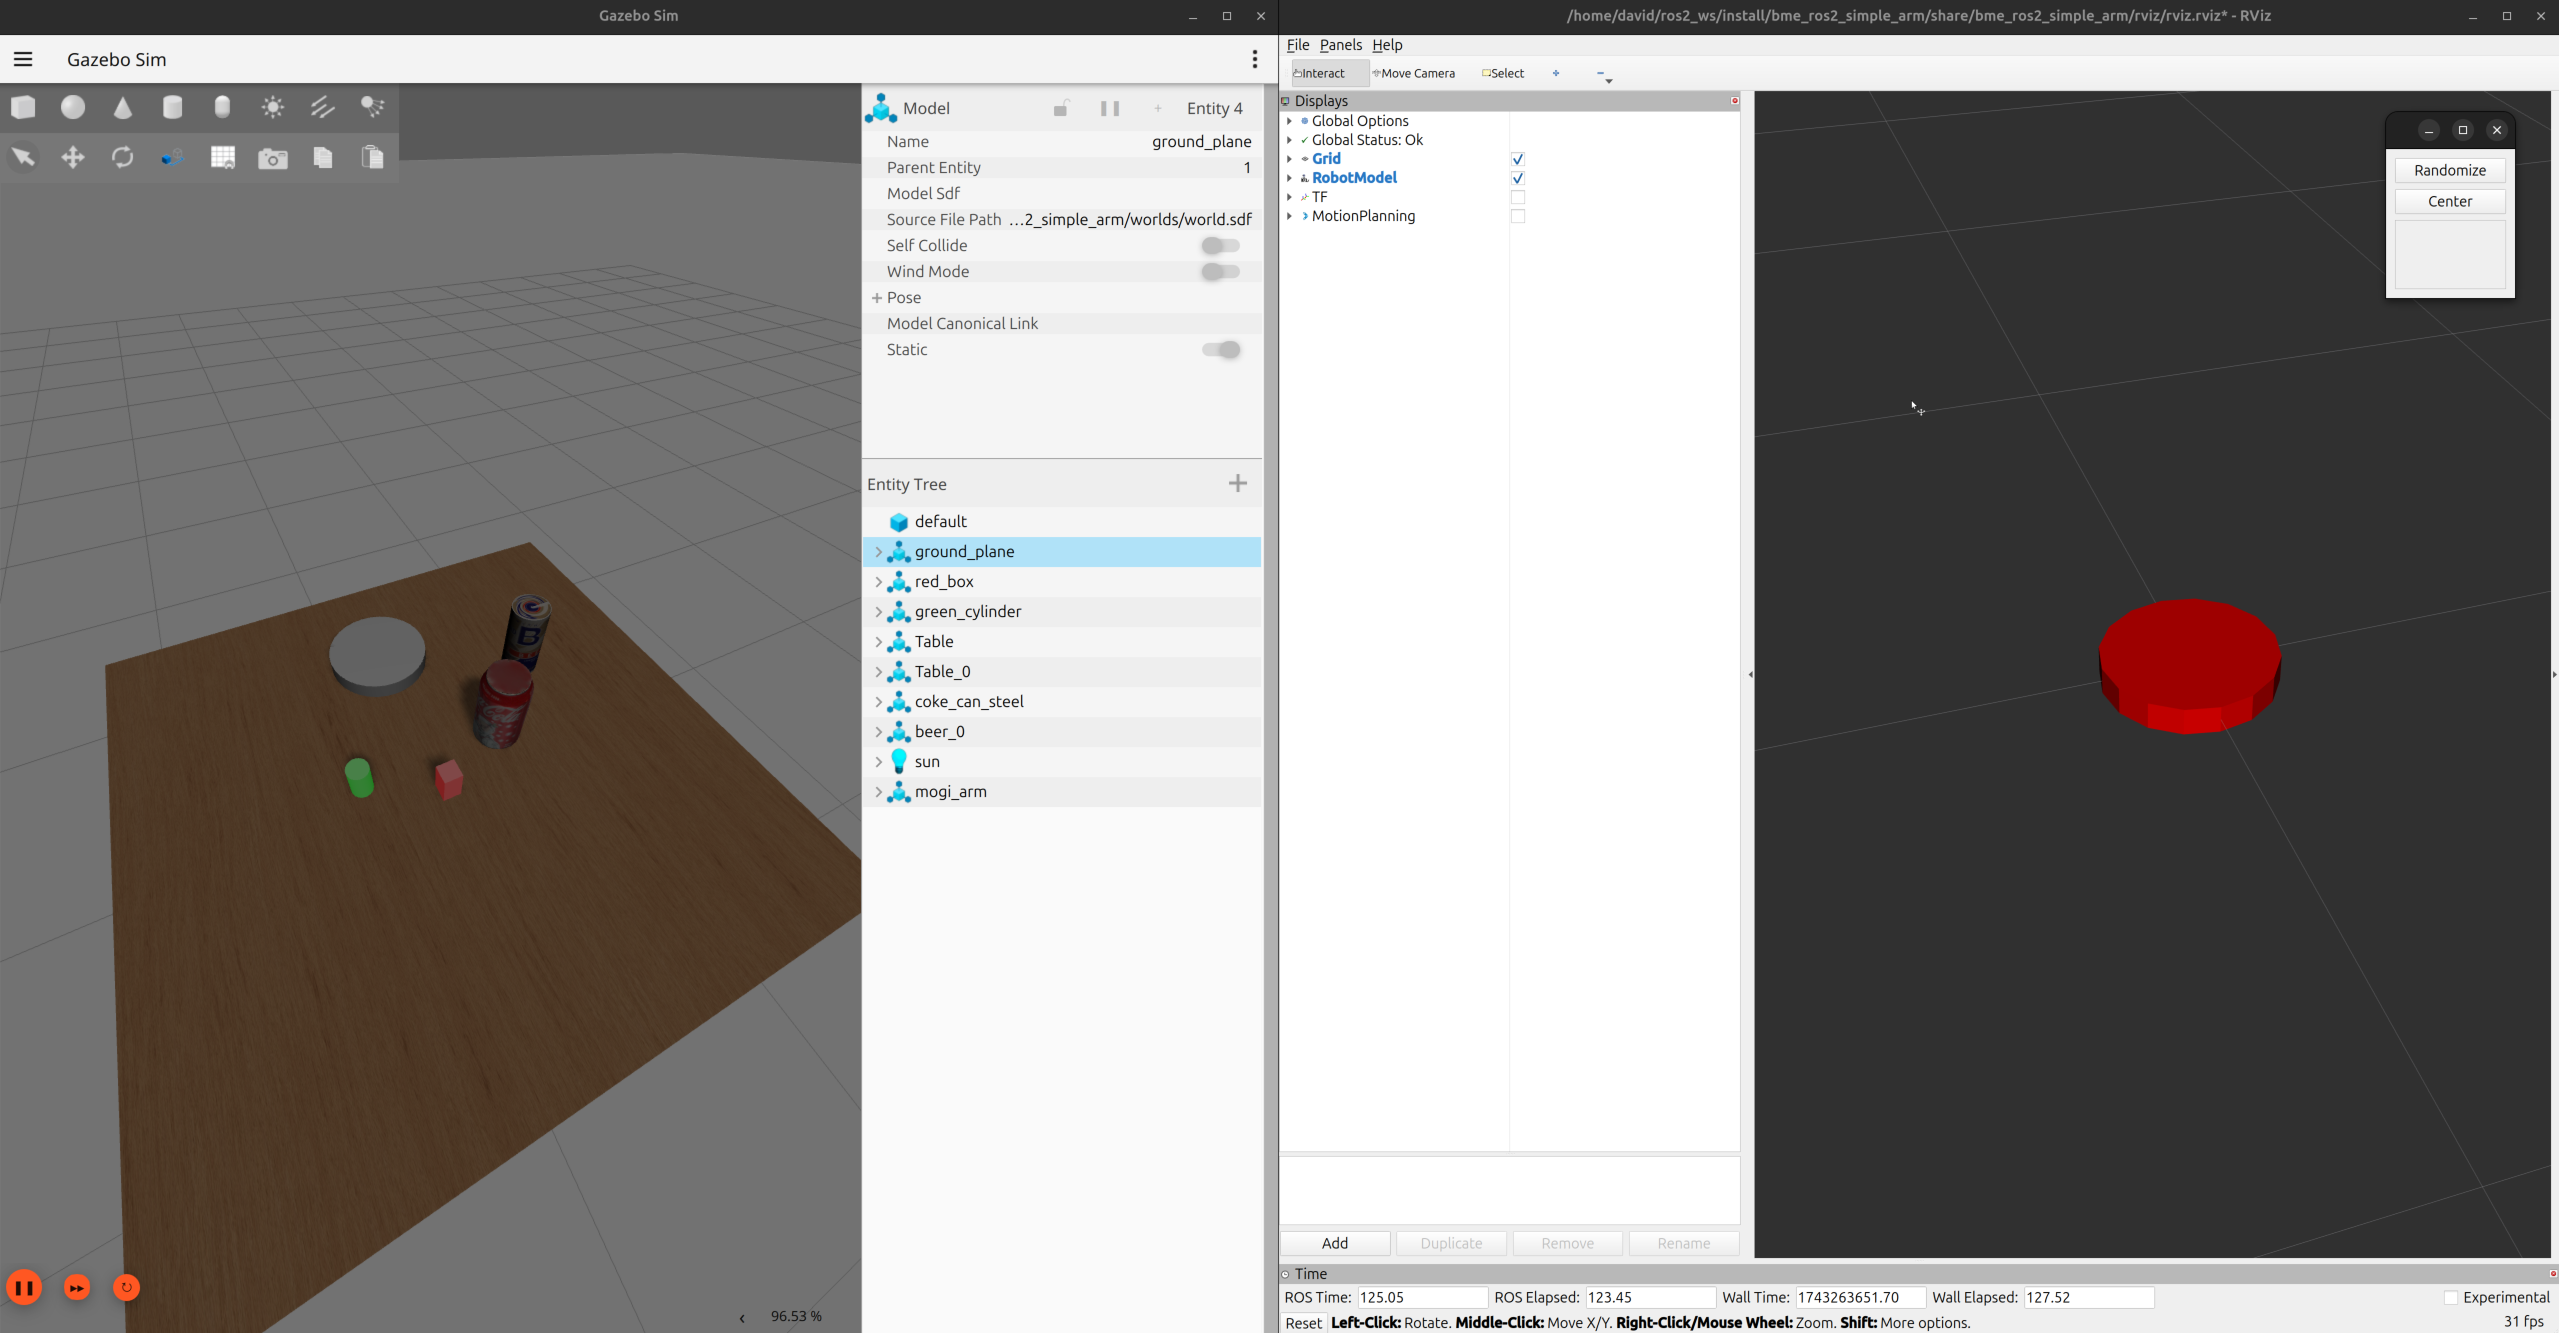 Gazebo Sim
Gazebo Sim
Model
Entity 4
Name
ground_plane
Parent Entity
1
Model Sdf
Source File Path
...2_simple_arm/worlds/world.sdf
Self Collide
Wind Mode
Pose
Model Canonical Link
Static
Entity Tree
default
ground_plane
red_box
green_cylinder
Table
Table_0
coke_can_steel
beer_0
sun
mogi_arm
B
96.53 %
/home/david/ros2_ws/install/bme_ros2_simple_arm/share/bme_ros2_simple_arm/rviz/rviz.rviz* - RViz
File Panels Help
Interact Move Camera Select
Displays
Global Options
Global Status: Ok
Grid
RobotModel
TF
MotionPlanning
Randomize
Center
Add Duplicate Remove Rename
Time
ROS Time: 125.05 ROS Elapsed: 123.45 Wall Time: 1743263651.70 Wall Elapsed: 127.52 Experimental
Reset Left-Click: Rotate. Middle-Click: Move X/Y. Right-Click/Mouse Wheel: Zoom. Shift: More options. 31 fps